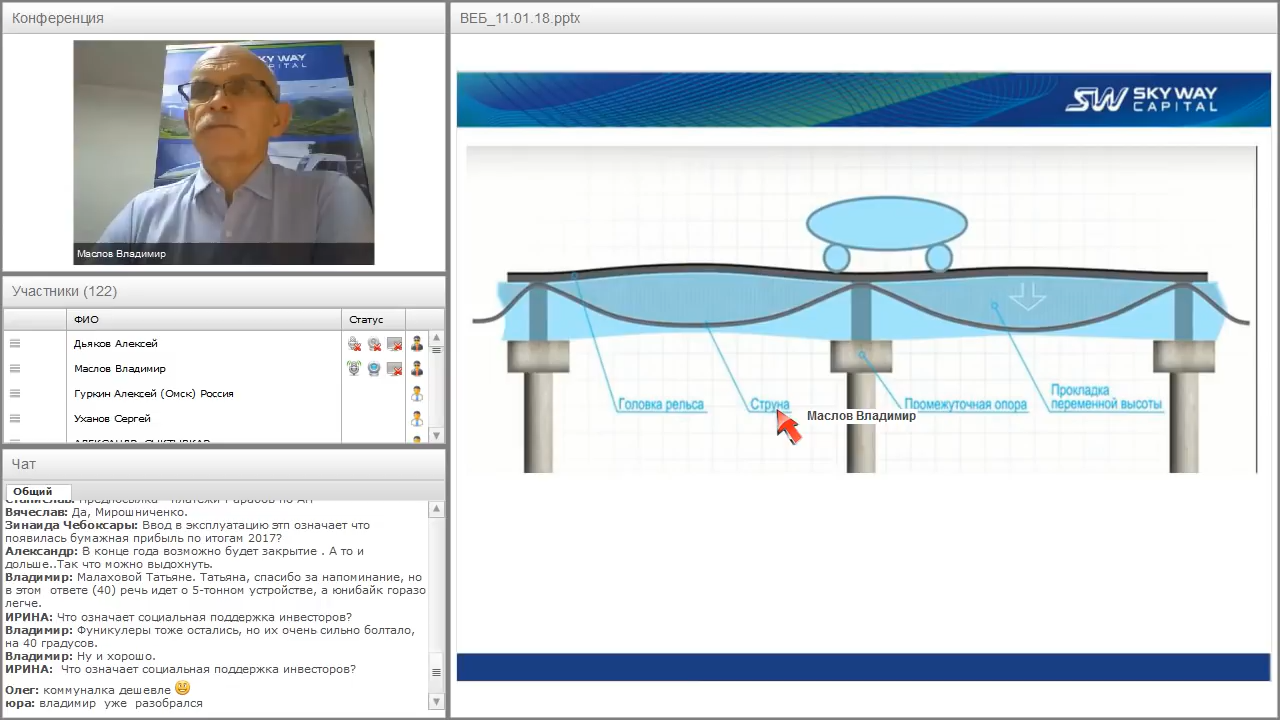 Конференция
SKY WAY
CAPITAL
Маслов Владимир
Участники (122)
ФИО
Статус
Дьяков Алексей
Маслов Владимир
Гуркин Алексей (Омск) Россия
Уханов Сергей
Чат
Общий
Вячеслав: Да, Мирошниченко.
Зинаида Чебоксары: Ввод в эксплуатацию этп означает что
появилась бумажная прибыль по итогам 2017?
Александр: В конце года возможно будет закрытие . А то и
дольше..Так что можно выдохнуть.
Владимир: Малаховой Татьяне. Татьяна, спасибо за напоминание, но
в этом ответе (40) речь идет о 5-тонном устройстве, а юнибайк горазо
легче.
ИРИНА: Что означает социальная поддержка инвесторов?
Владимир: Фуникулеры тоже остались, но их очень сильно болтало,
на 40 градусов.
Владимир: Ну и хорошо.
ИРИНА: Что означает социальная поддержка инвесторов?
Олег: коммуналка дешевле
юра: владимир уже разобрался
ВЕБ_11.01.18.pptx
SW SKY WAY
CAPITAL
Головка рельса
Струна
Промежуточная опора
Прокладка
переменной высоты
Маслов Владимир